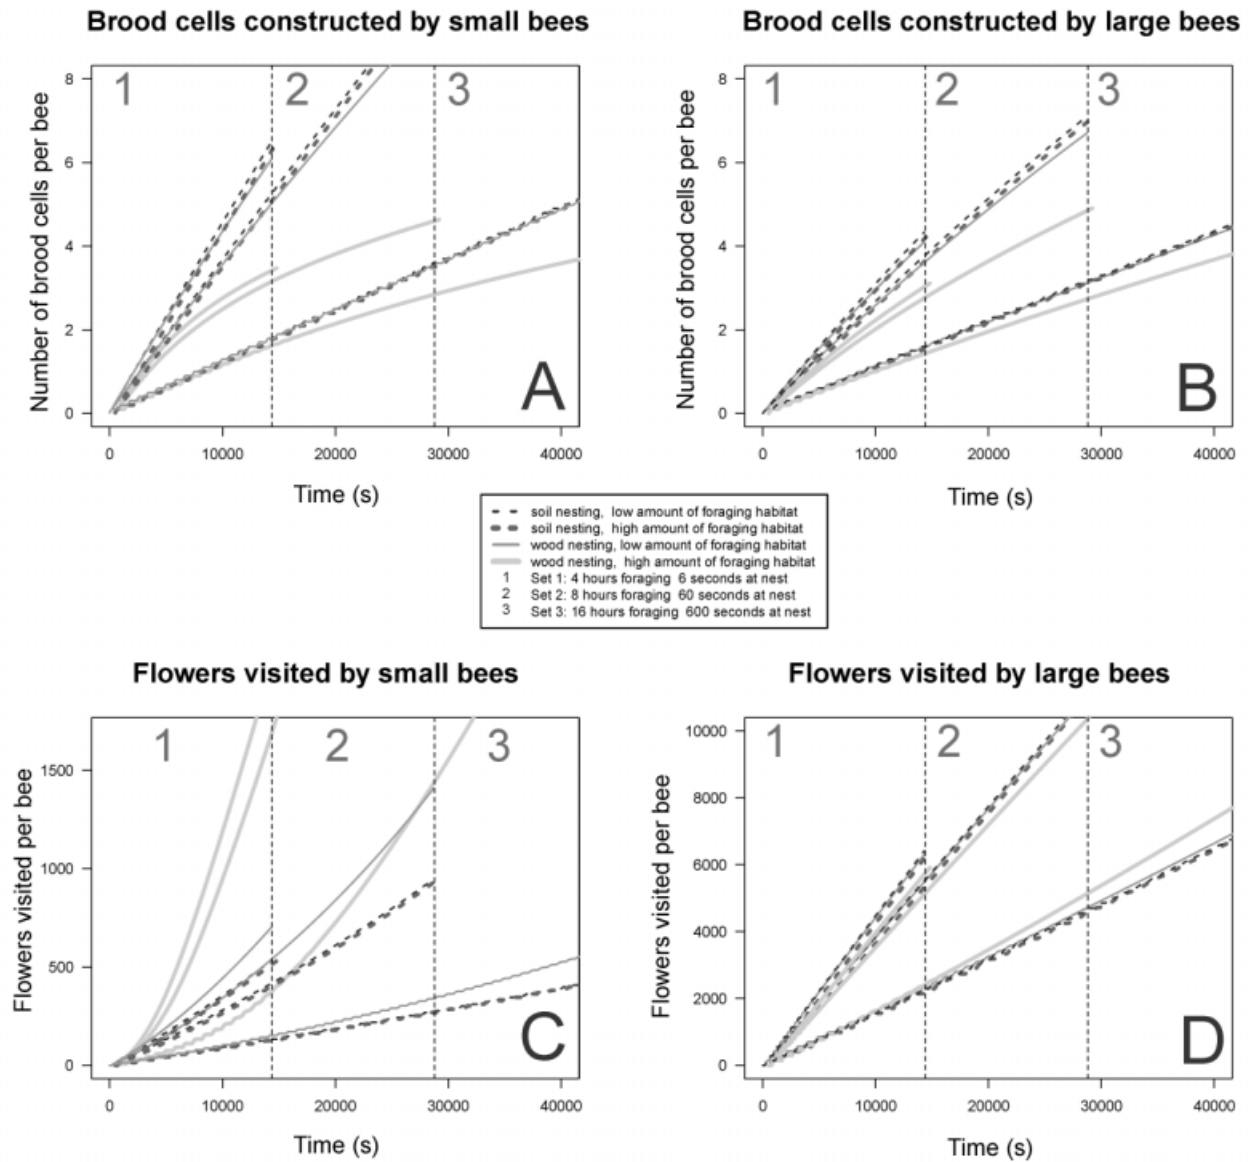 Brood cells constructed by small bees
Number of brood cells per bee
8
6
4
2
0
1
2
3
A
0 10000 20000 30000 40000
Time (s)
Brood cells constructed by large bees
Number of brood cells per bee
8
6
4
2
0
1
2
3
B
0 10000 20000 30000 40000
Time (s)
soil nesting, low amount of foraging habitat
soil nesting, high amount of foraging habitat
wood nesting, low amount of foraging habitat
wood nesting, high amount of foraging habitat
1 Set 1: 4 hours foraging 6 seconds at nest
2 Set 2: 8 hours foraging 60 seconds at nest
3 Set 3: 16 hours foraging 600 seconds at nest
Flowers visited by small bees
Flowers visited per bee
1500
1000
500
0
1
2
3
C
0 10000 20000 30000 40000
Time (s)
Flowers visited by large bees
Flowers visited per bee
10000
8000
6000
4000
2000
0
1
2
3
D
0 10000 20000 30000 40000
Time (s)